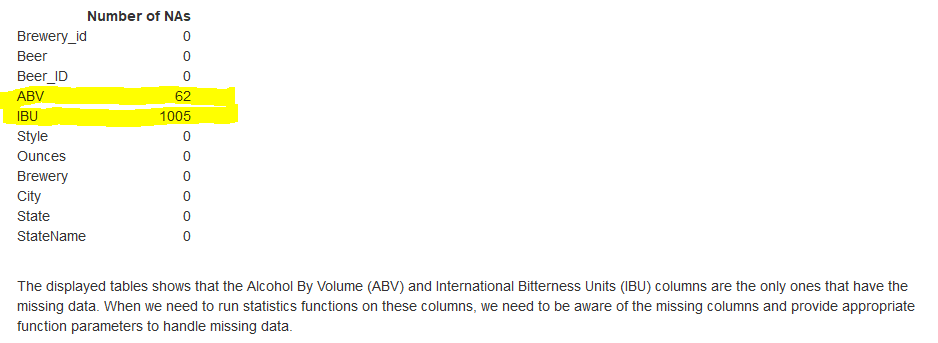 Number of NAs
Brewery_id 0
Beer 0
Beer_ID 0
ABV 62
IBU 1005
Style 0
Ounces 0
Brewery 0
City 0
State 0
StateName 0
The displayed tables shows that the Alcohol By Volume (ABV) and International Bitterness Units (IBU) columns are the only ones that have the
missing data. When we need to run statistics functions on these columns, we need to be aware of the missing columns and provide appropriate
function parameters to handle missing data.